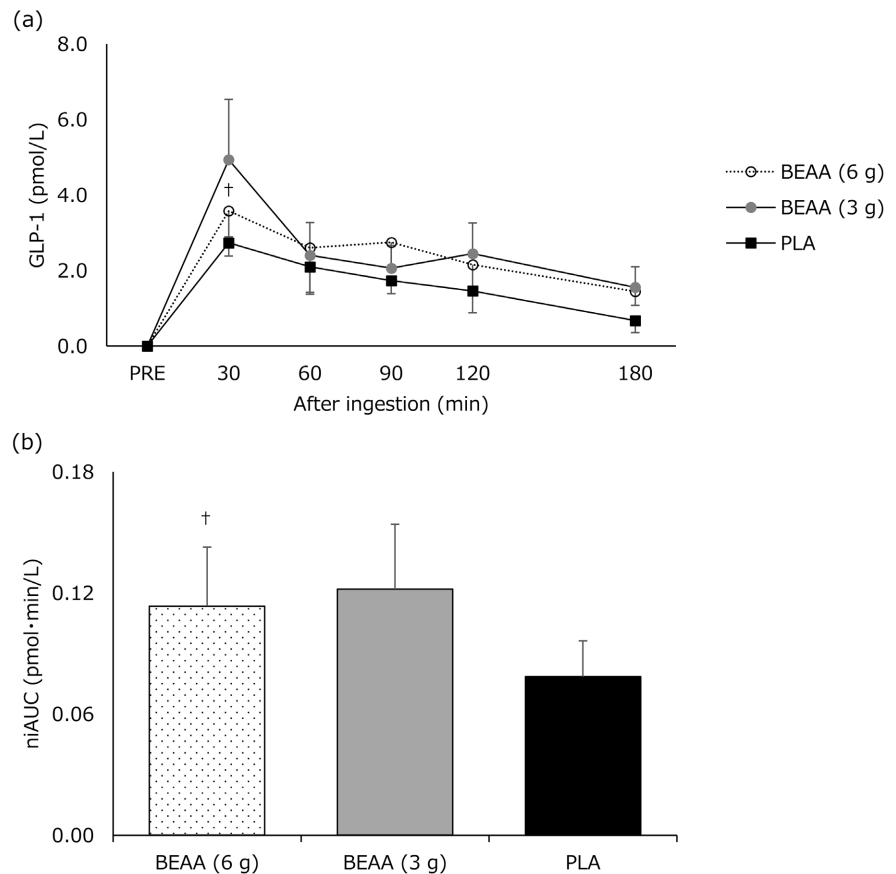 (a)
8.0
6.0
4.0
2.0
0.0
GLP-1 (pmol/L)
†
PRE 30 60 90 120 180
After ingestion (min)
BEAA (6 g)
BEAA (3 g)
PLA
(b)
0.18
0.12
0.06
0.00
niAUC (pmol･min/L)
†
BEAA (6 g) BEAA (3 g) PLA